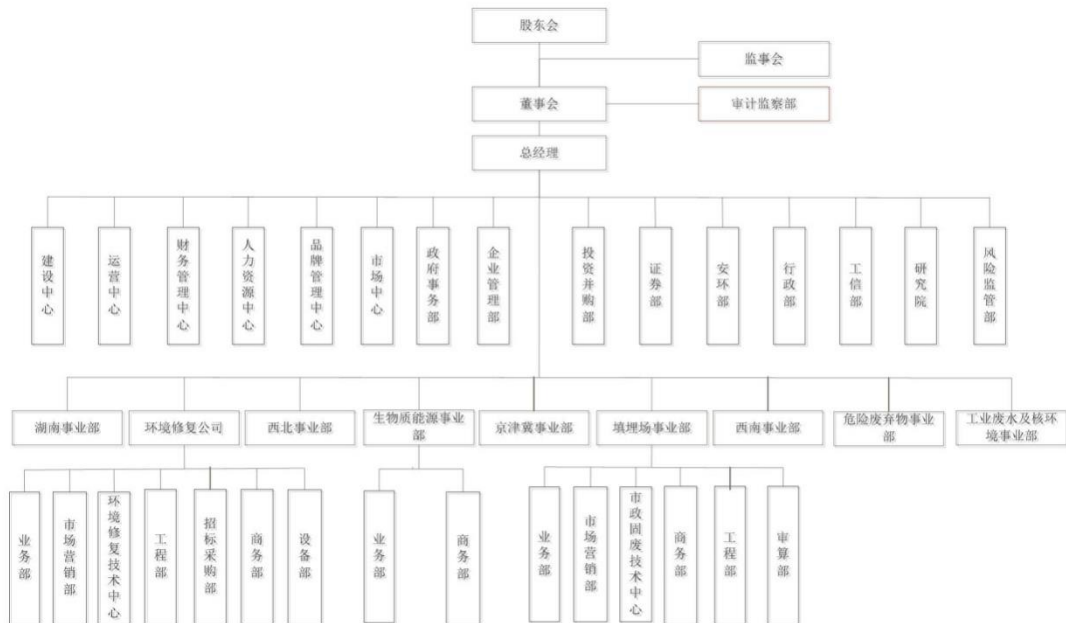 股东会
监事会
董事会
审计监察部
总经理
建设中心
运营中心
财务管理中心
人力资源中心
品牌管理中心
市场中心
政府事务部
企业管理部
投资并购部
证券部
安环部
行政部
工信部
研究院
风险监管部
湖南事业部
环境修复公司
西北事业部
生物质能源事业
部
京津冀事业部
填埋场事业部
西南事业部
危险废弃物事业
部
工业废水及核环
境事业部
业务部
市场营销部
环境修复技术中心
工程部
招标采购部
商务部
设备部
业务部
商务部
业务部
市场营销部
市政固废技术中心
商务部
工程部
审算部